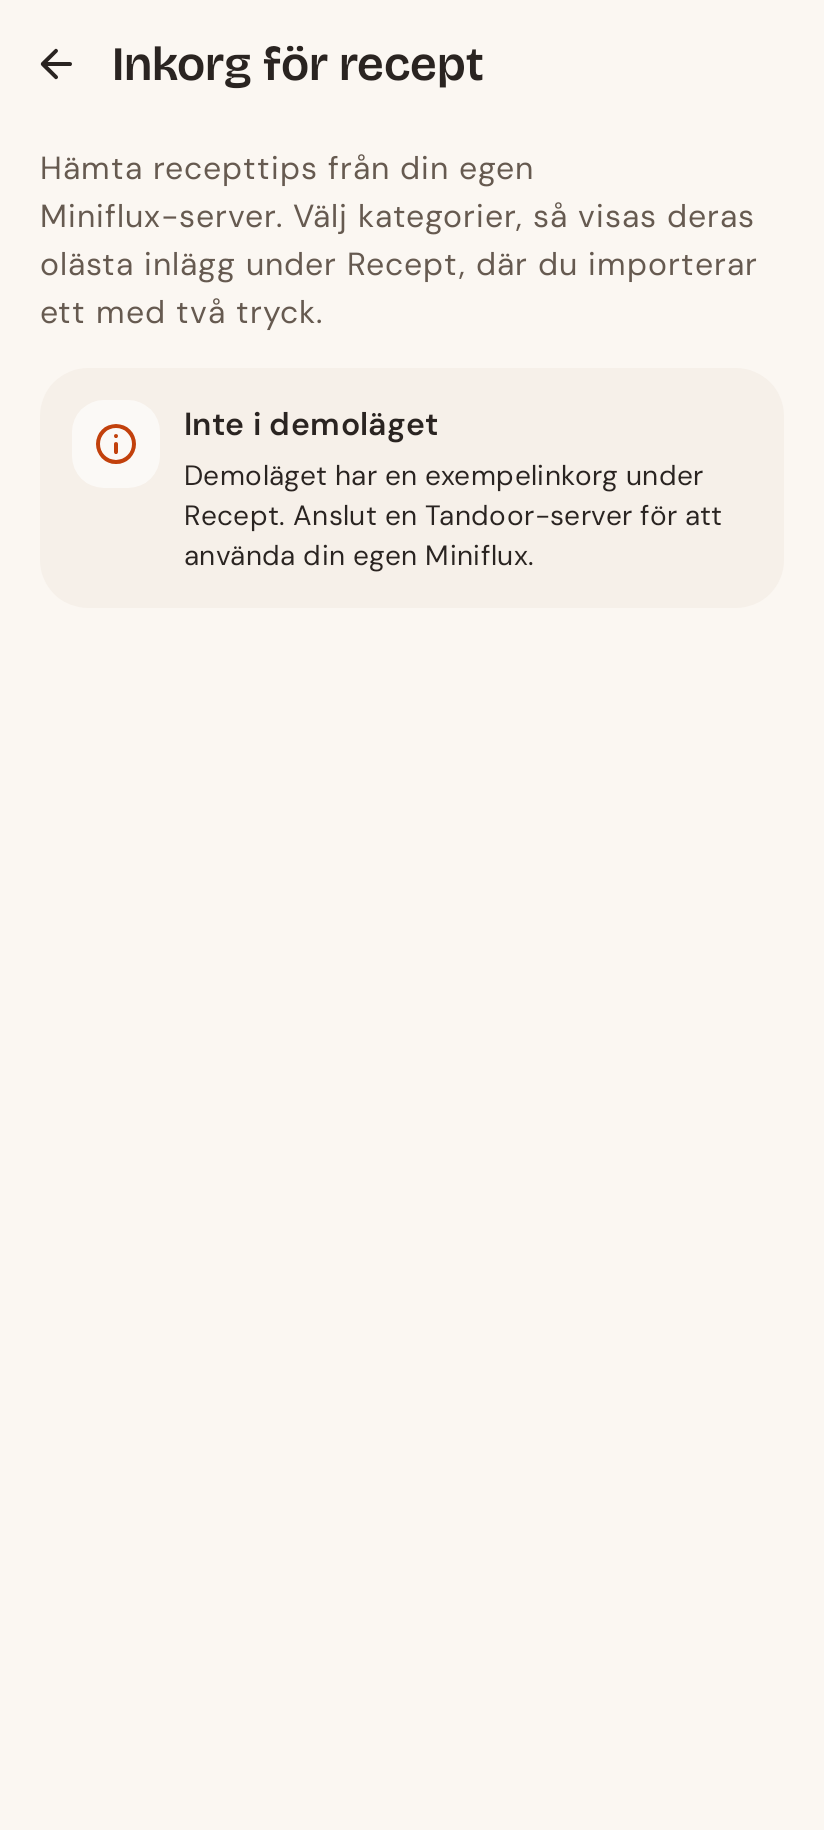 Inkorg för recept
Hämta recepttips från din egen
Miniflux-server. Välj kategorier, så visas deras
olästa inlägg under Recept, där du importerar
ett med två tryck.
Inte i demoläget
Demoläget har en exempelinkorg under
Recept. Anslut en Tandoor-server för att
använda din egen Miniflux.